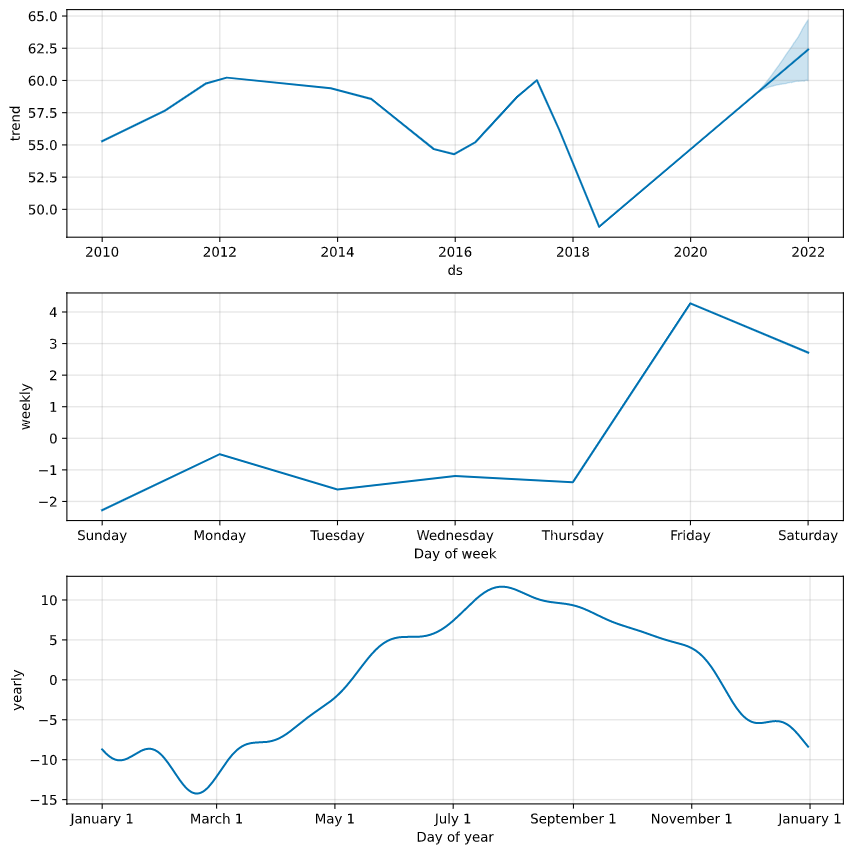 65.0
62.5
60.0
57.5
55.0
52.5
50.0
trend
2010 2012 2014 2016 2018 2020 2022
ds
4
3
2
1
0
−1
−2
weekly
Sunday Monday Tuesday Wednesday Thursday Friday Saturday
Day of week
10
5
0
−5
−10
−15
yearly
January 1 March 1 May 1 July 1 September 1 November 1 January 1
Day of year